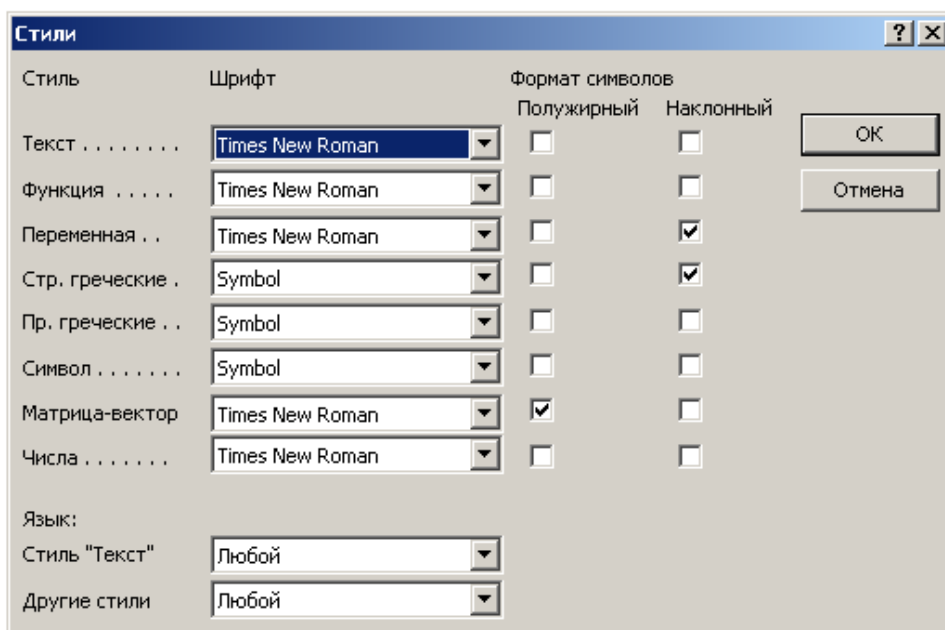 Стили
Стиль Шрифт Формат символов
Полужирный Наклонный
Текст . . . . . . . . Times New Roman ОК
Функция . . . . . Times New Roman Отмена
Переменная . . Times New Roman
Стр. греческие . Symbol
Пр. греческие . . Symbol
Символ . . . . . . . Symbol
Матрица-вектор Times New Roman
Числа . . . . . . . Times New Roman
Язык:
Стиль "Текст" Любой
Другие стили Любой